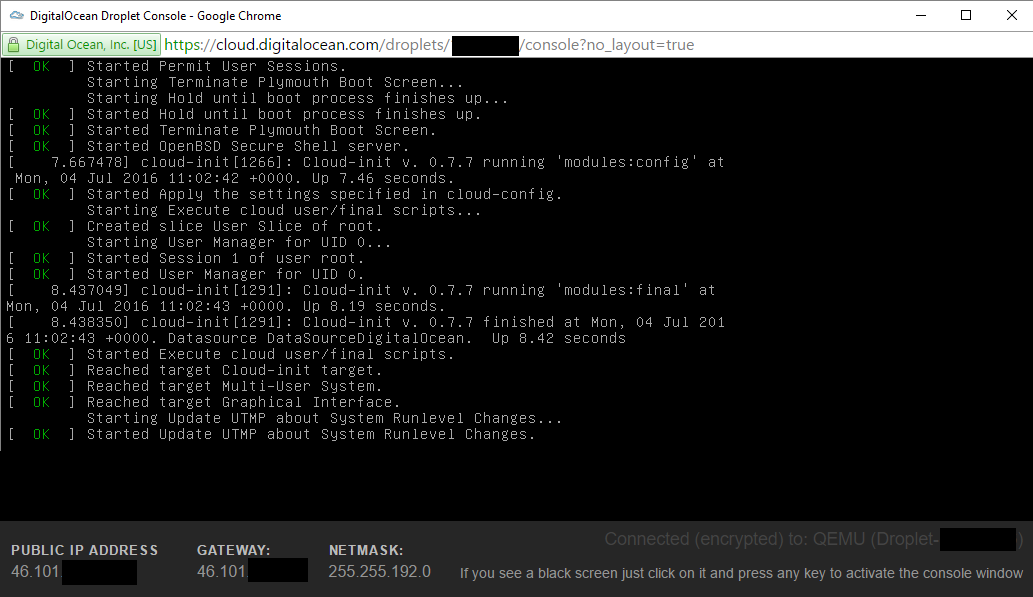 DigitalOcean Droplet Console - Google Chrome
Digital Ocean, Inc. [US] https://cloud.digitalocean.com/droplets/ /console?no_layout=true
[  OK  ] Started Permit User Sessions.
         Starting Terminate Plymouth Boot Screen...
         Starting Hold until boot process finishes up...
[  OK  ] Started Hold until boot process finishes up.
[  OK  ] Started Terminate Plymouth Boot Screen.
[  OK  ] Started OpenBSD Secure Shell server.
[    7.667478] cloud-init[1266]: Cloud-init v. 0.7.7 running 'modules:config' at
 Mon, 04 Jul 2016 11:02:42 +0000. Up 7.46 seconds.
[  OK  ] Started Apply the settings specified in cloud-config.
         Starting Execute cloud user/final scripts...
[  OK  ] Created slice User Slice of root.
         Starting User Manager for UID 0...
[  OK  ] Started Session 1 of user root.
[  OK  ] Started User Manager for UID 0.
[    8.437049] cloud-init[1291]: Cloud-init v. 0.7.7 running 'modules:final' at
Mon, 04 Jul 2016 11:02:43 +0000. Up 8.19 seconds.
[    8.438350] cloud-init[1291]: Cloud-init v. 0.7.7 finished at Mon, 04 Jul 201
6 11:02:43 +0000. Datasource DataSourceDigitalOcean.  Up 8.42 seconds
[  OK  ] Started Execute cloud user/final scripts.
[  OK  ] Reached target Cloud-init target.
[  OK  ] Reached target Multi-User System.
[  OK  ] Reached target Graphical Interface.
         Starting Update UTMP about System Runlevel Changes...
[  OK  ] Started Update UTMP about System Runlevel Changes.
Connected (encrypted) to: QEMU (Droplet- )
PUBLIC IP ADDRESS GATEWAY: NETMASK:
46.101. 46.101. 255.255.192.0 If you see a black screen just click on it and press any key to activate the console window